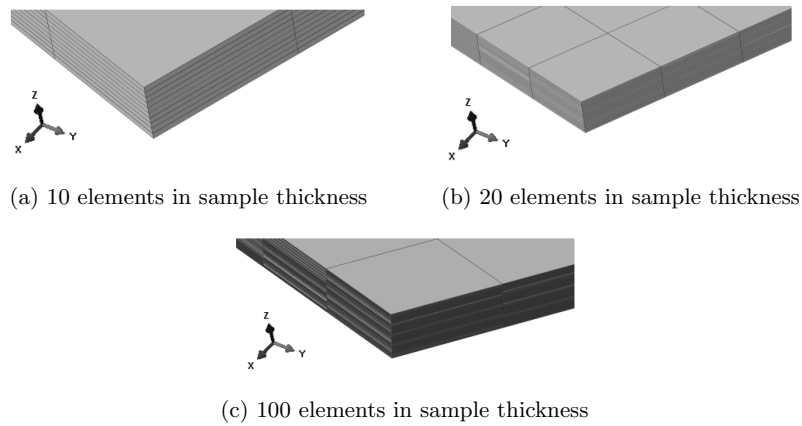 Z
X
Y
Z
X
Y
(a) 10 elements in sample thickness
(b) 20 elements in sample thickness
Z
X
Y
(c) 100 elements in sample thickness